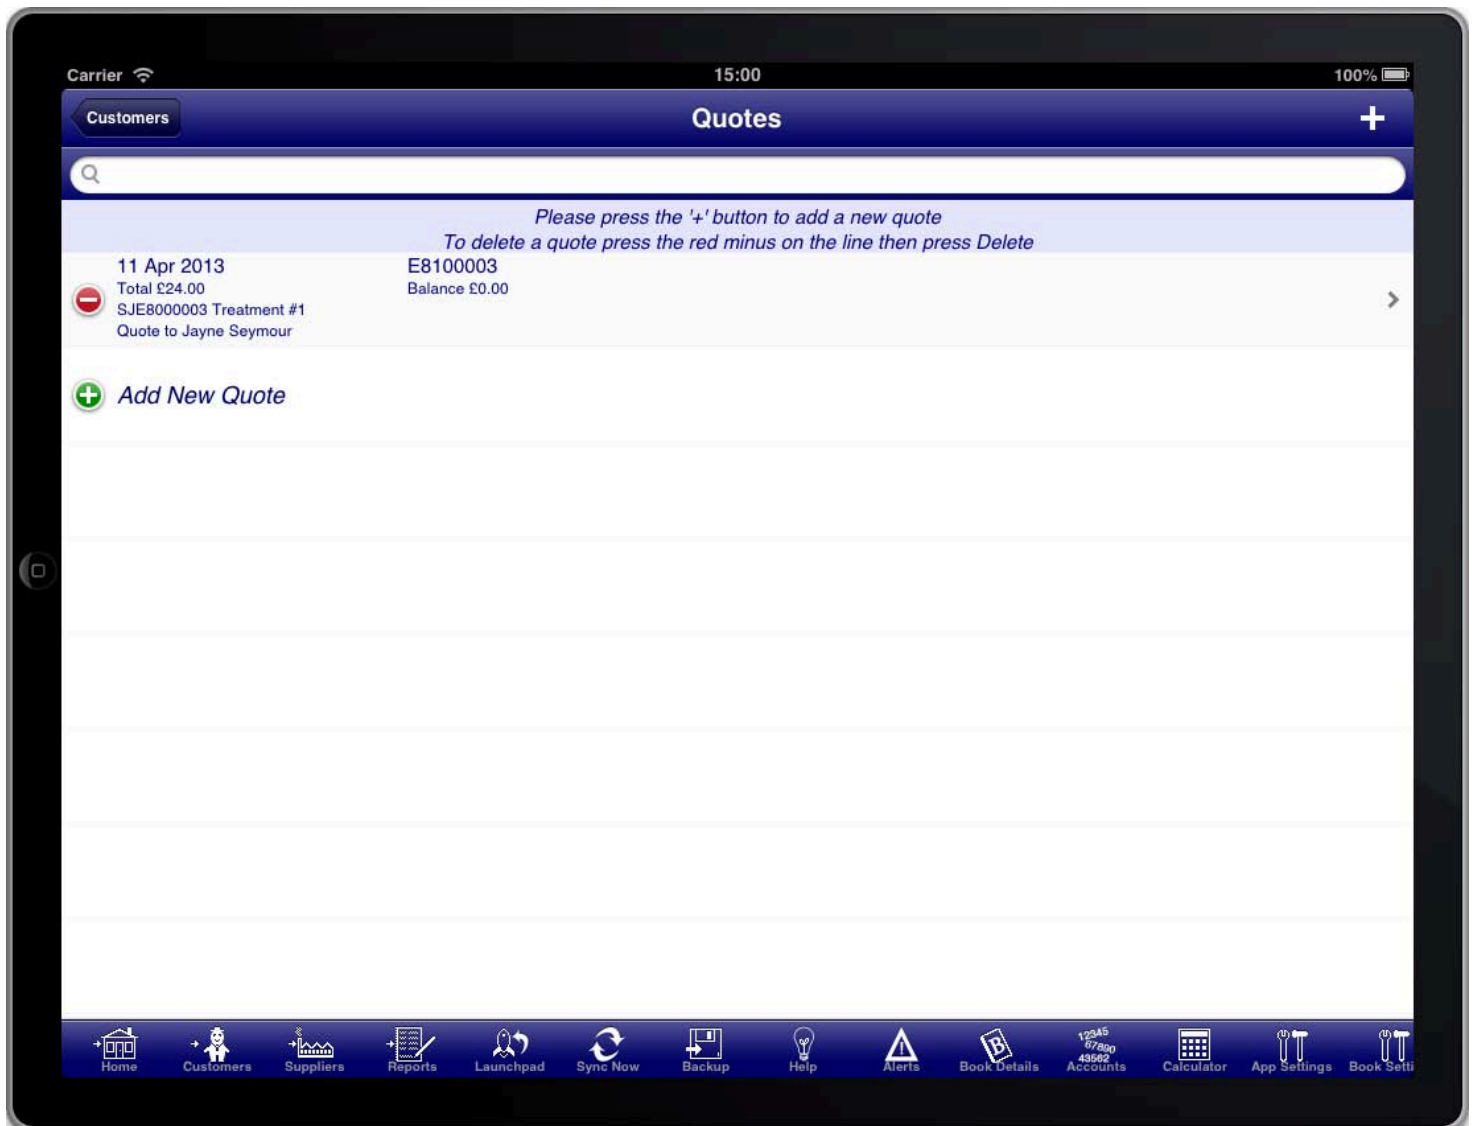 Carrier 15:00 100%
Customers Quotes +
Please press the '+' button to add a new quote
To delete a quote press the red minus on the line then press Delete
11 Apr 2013 E8100003
Total £24.00 Balance £0.00
SJE8000003 Treatment #1
Quote to Jayne Seymour
Add New Quote
12345
67890
43562
Home Customers Suppliers Reports Launchpad Sync Now Backup Help Alerts Book Details Accounts Calculator App Settings Book Setti